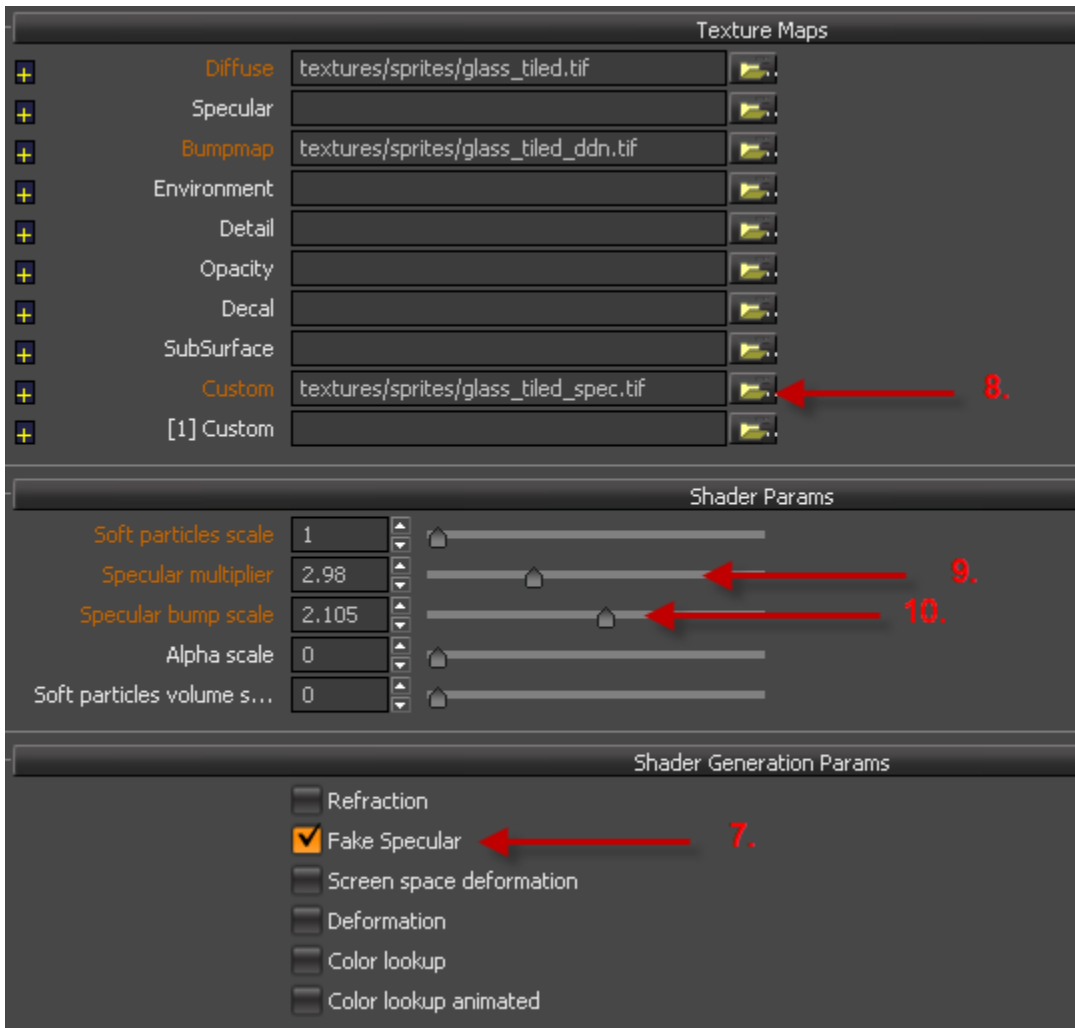 Texture Maps
Diffuse textures/sprites/glass_tiled.tif
Specular
Bumpmap textures/sprites/glass_tiled_ddn.tif
Environment
Detail
Opacity
Decal
SubSurface
Custom textures/sprites/glass_tiled_spec.tif 8.
[1] Custom
Shader Params
Soft particles scale 1
Specular multiplier 2.98 9.
Specular bump scale 2.105 10.
Alpha scale 0
Soft particles volume s... 0
Shader Generation Params
Refraction
Fake Specular 7.
Screen space deformation
Deformation
Color lookup
Color lookup animated